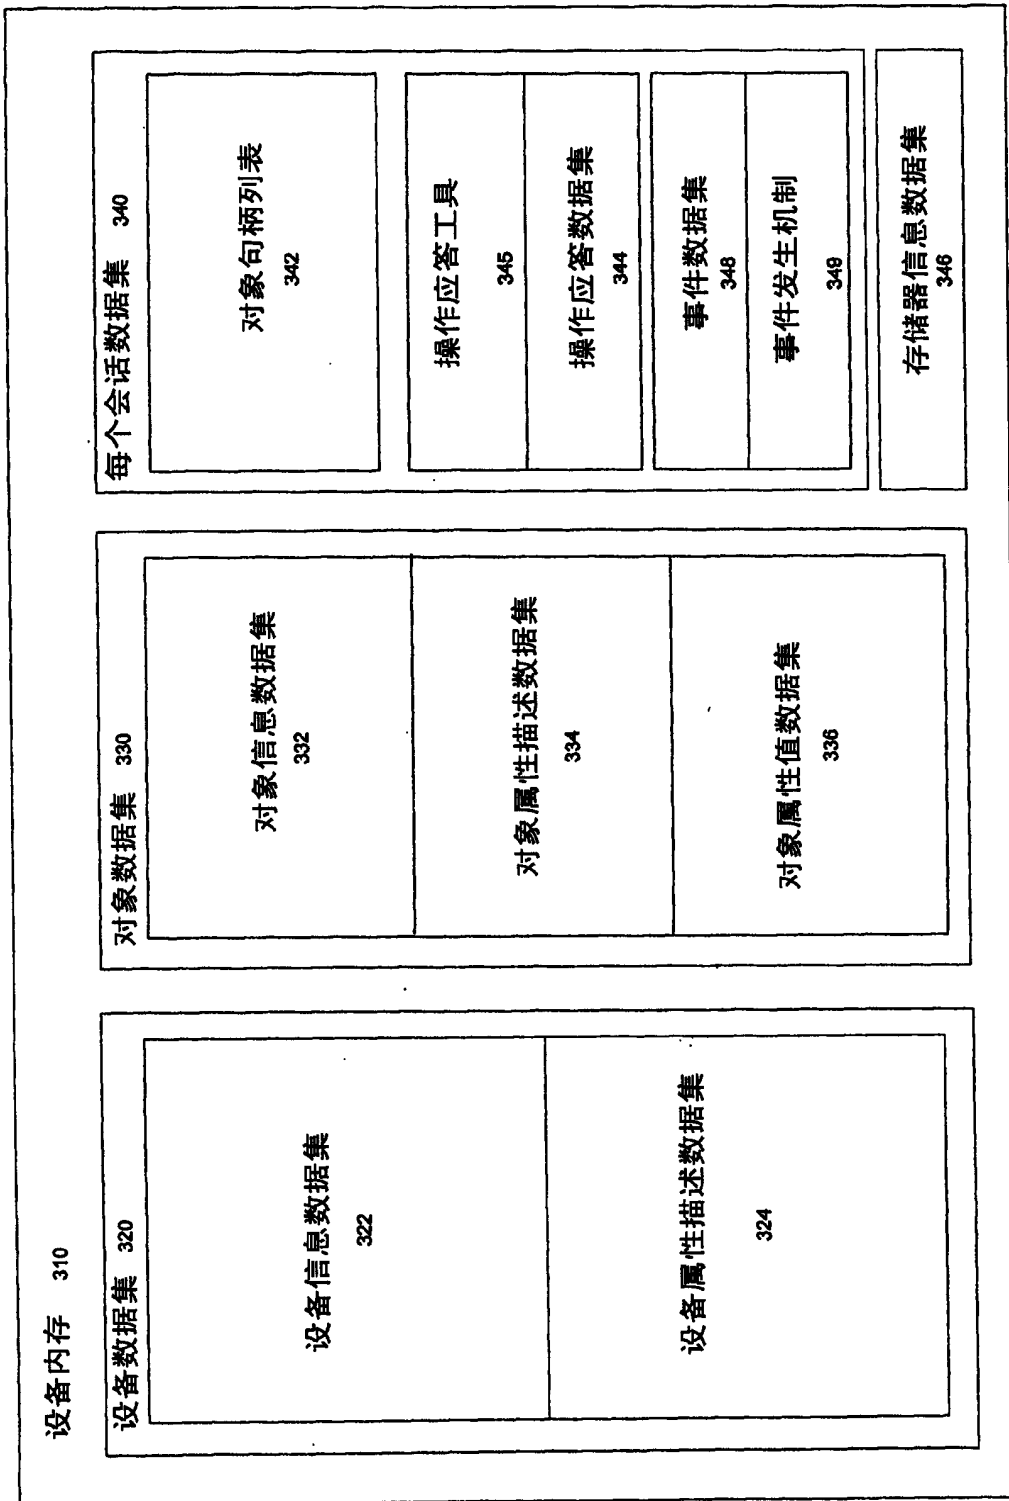 设备内存 310
设备数据集 320
设备信息数据集
322
设备属性描述数据集
324
对象数据集 330
对象信息数据集
332
对象属性描述数据集
334
对象属性值数据集
336
每个会话数据集 340
对象句柄列表
342
操作应答工具
345
操作应答数据集
344
事件数据集
348
事件发生机制
349
存储器信息数据集
346